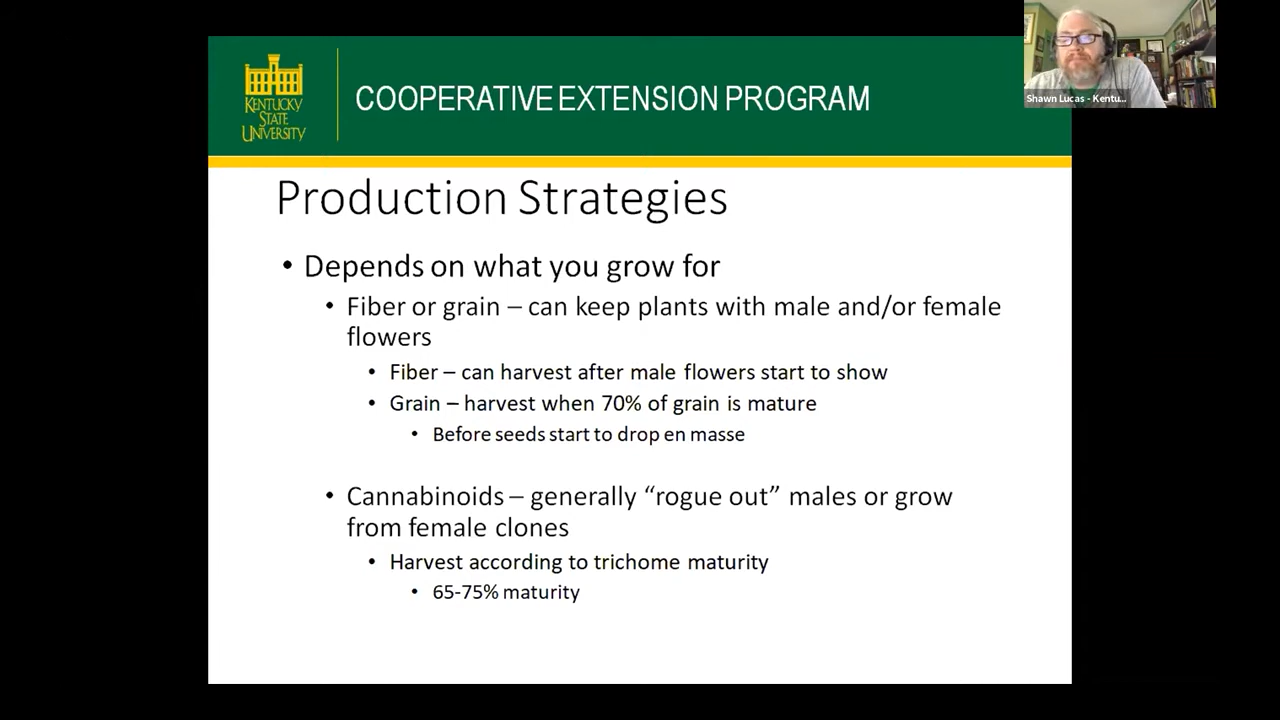 KENTUCKY
STATE
UNIVERSITY
COOPERATIVE EXTENSION PROGRAM
Shawn Lucas - Kentu...
Production Strategies
• Depends on what you grow for
• Fiber or grain – can keep plants with male and/or female
flowers
• Fiber – can harvest after male flowers start to show
• Grain – harvest when 70% of grain is mature
• Before seeds start to drop en masse
• Cannabinoids – generally “rogue out” males or grow
from female clones
• Harvest according to trichome maturity
• 65-75% maturity